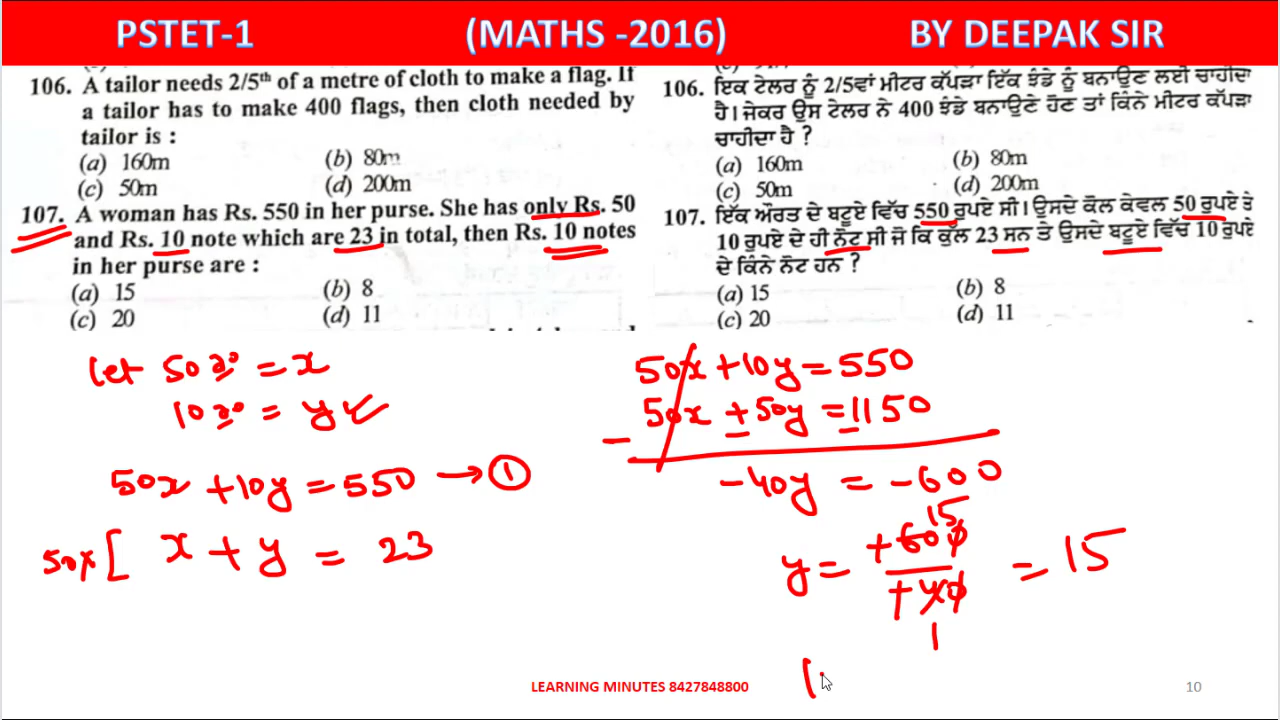 PSTET-1 (MATHS -2016) BY DEEPAK SIR
106. A tailor needs 2/5th of a metre of cloth to make a flag. If
a tailor has to make 400 flags, then cloth needed by
tailor is :
(a) 160m (b) 80m
(c) 50m (d) 200m
107. A woman has Rs. 550 in her purse. She has only Rs. 50
and Rs. 10 note which are 23 in total, then Rs. 10 notes
in her purse are :
(a) 15 (b) 8
(c) 20 (d) 11
106. ਇਕ ਟੇਲਰ ਨੂੰ 2/5ਵਾਂ ਮੀਟਰ ਕੱਪੜਾ ਇੱਕ ਝੰਡੇ ਨੂੰ ਬਨਾਉਣ ਲਈ ਚਾਹੀਦਾ
ਹੈ। ਜੇਕਰ ਉਸ ਟੇਲਰ ਨੇ 400 ਝੰਡੇ ਬਨਾਉਣੇ ਹੋਣ ਤਾਂ ਕਿੰਨੇ ਮੀਟਰ ਕੱਪੜਾ
ਚਾਹੀਦਾ ਹੈ ?
(a) 160m (b) 80m
(c) 50m (d) 200m
107. ਇੱਕ ਔਰਤ ਦੇ ਬਟੂਏ ਵਿੱਚ 550 ਰੁਪਏ ਸੀ। ਉਸਦੇ ਕੋਲ ਕੇਵਲ 50 ਰੁਪਏ ਤੇ
10 ਰੁਪਏ ਦੇ ਹੀ ਨੋਟ ਸੀ ਜੋ ਕਿ ਕੁੱਲ 23 ਸਨ ਤੇ ਉਸਦੇ ਬਟੂਏ ਵਿੱਚ 10 ਰੁਪਏ
ਦੇ ਕਿੰਨੇ ਨੋਟ ਹਨ ?
(a) 15 (b) 8
(c) 20 (d) 11
let 50 = x
10 = y
50x + 10y = 550 → ①
50x [ x + y = 23
50x + 10y = 550
50x + 50y = 1150
-40y = -600
15
y = +600 / +40 = 15
1
LEARNING MINUTES 8427848800 10